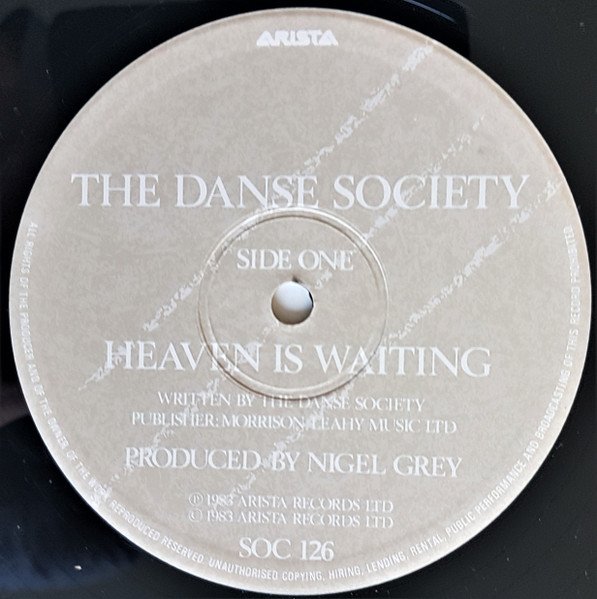 ARISTA
THE DANSE SOCIETY
SIDE ONE
HEAVEN IS WAITING
WRITTEN BY THE DANSE SOCIETY
PUBLISHER: MORRISON LEAHY MUSIC LTD
PRODUCED BY NIGEL GREY
℗ 1983 ARISTA RECORDS LTD
© 1983 ARISTA RECORDS LTD
SOC 126
ALL RIGHTS OF THE PRODUCER AND OF THE OWNER OF THE WORK REPRODUCED RESERVED. UNAUTHORISED COPYING, HIRING, LENDING, RENTAL, PUBLIC PERFORMANCE AND BROADCASTING OF THIS RECORD PROHIBITED